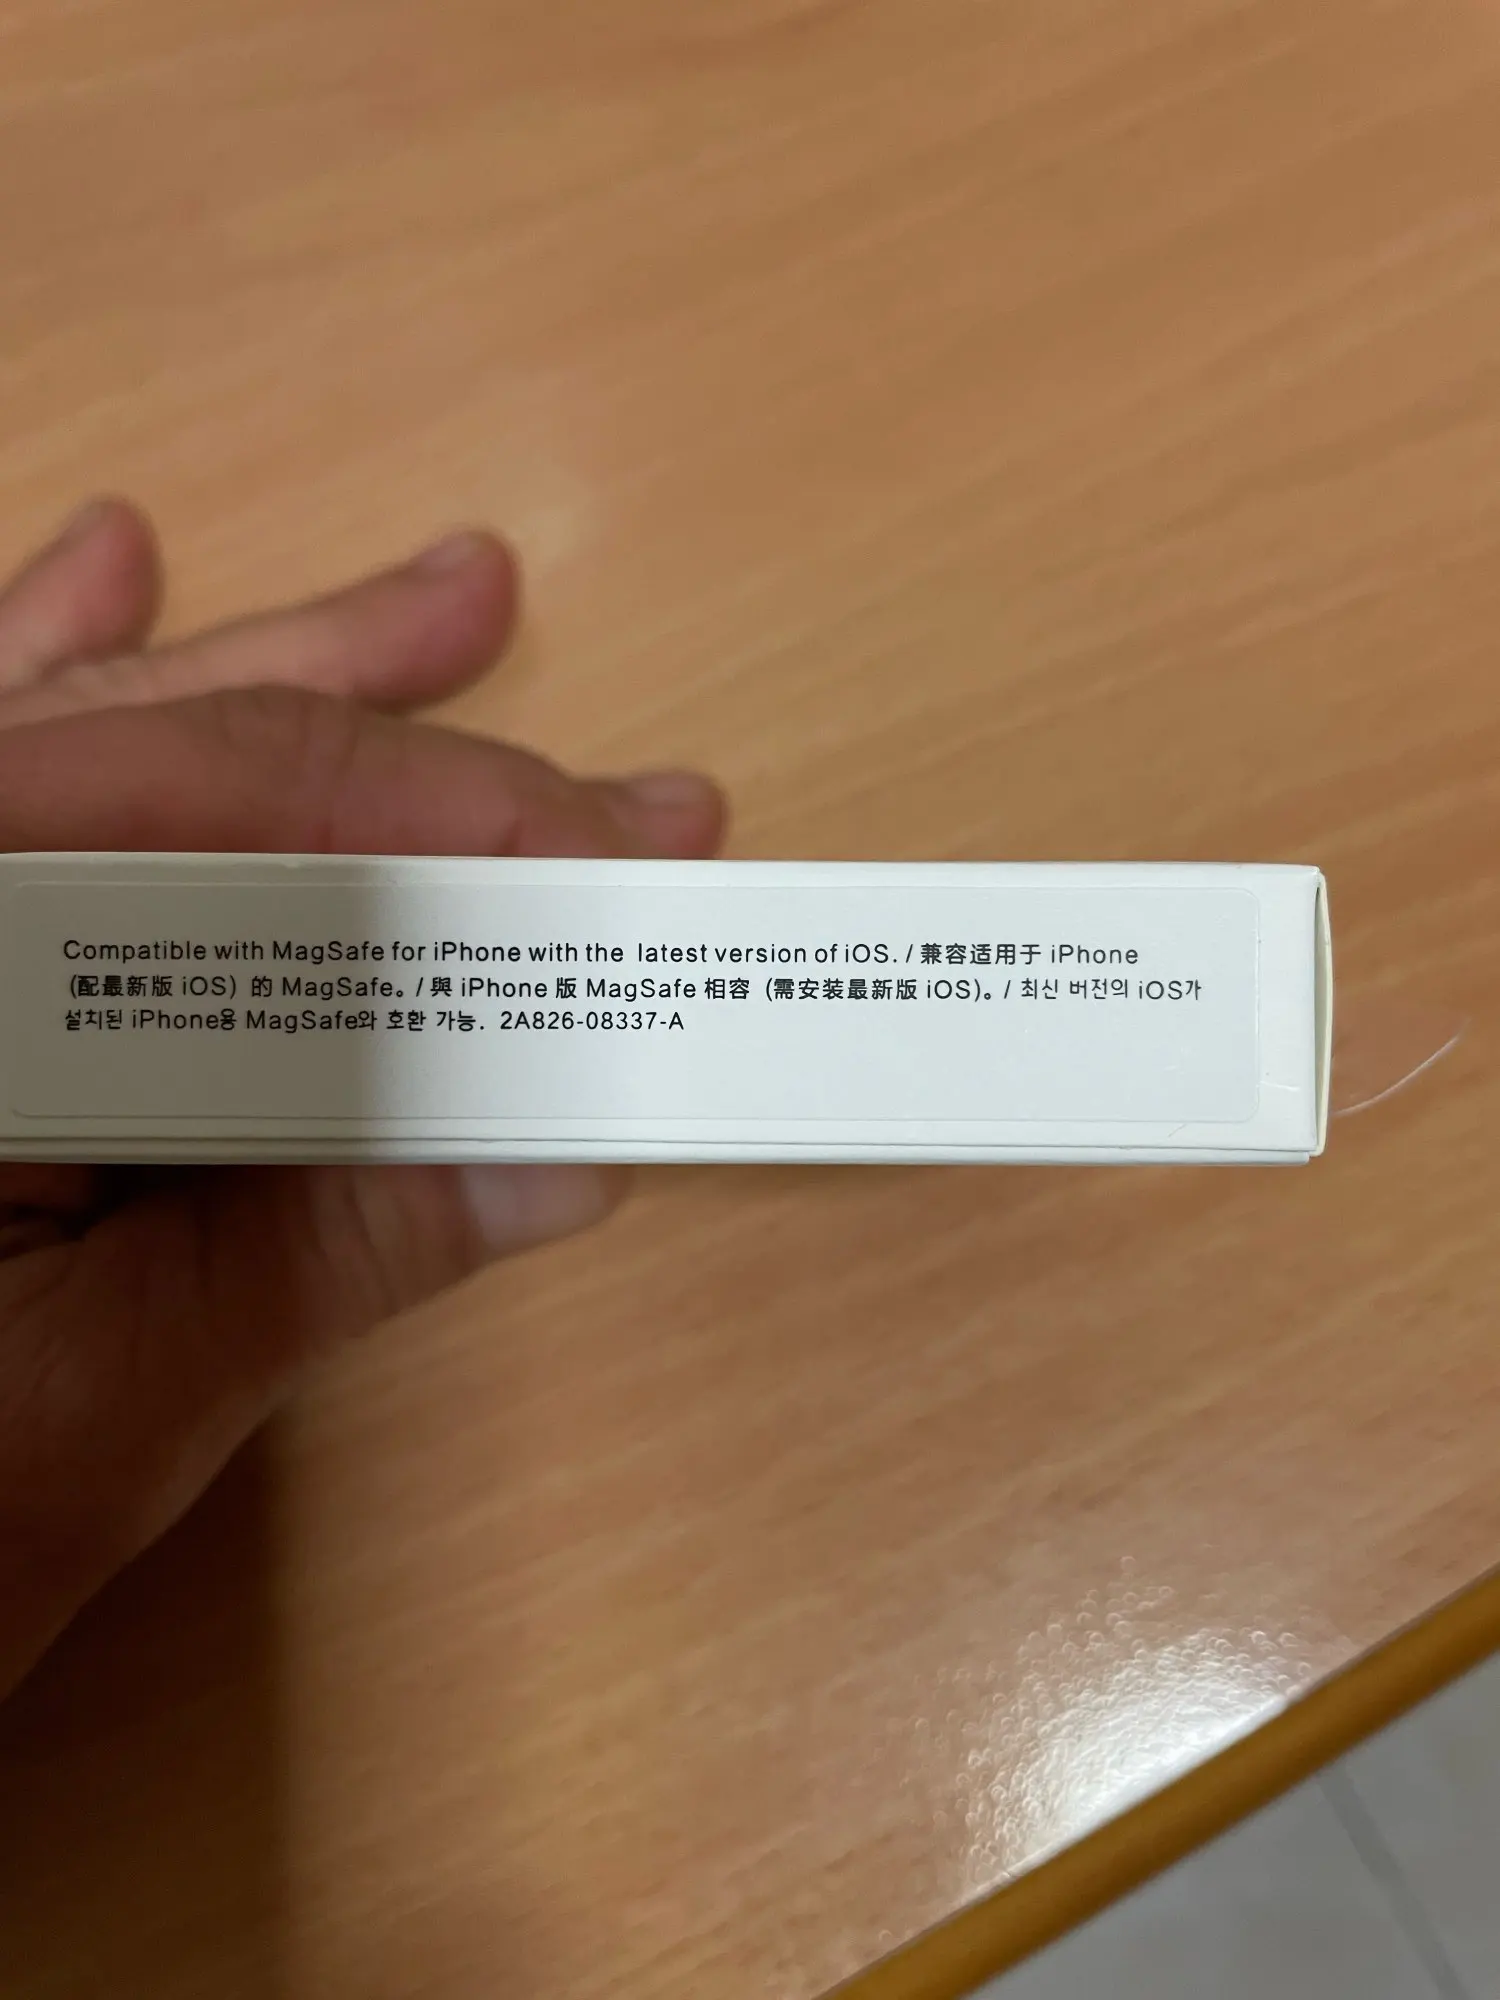 Compatible with MagSafe for iPhone with the latest version of iOS. / 兼容适用于 iPhone
(配最新版 iOS) 的 MagSafe。/ 與 iPhone 版 MagSafe 相容 (需安装最新版 iOS)。/ 최신 버전의 iOS가
설치된 iPhone용 MagSafe와 호환 가능. 2A826-08337-A